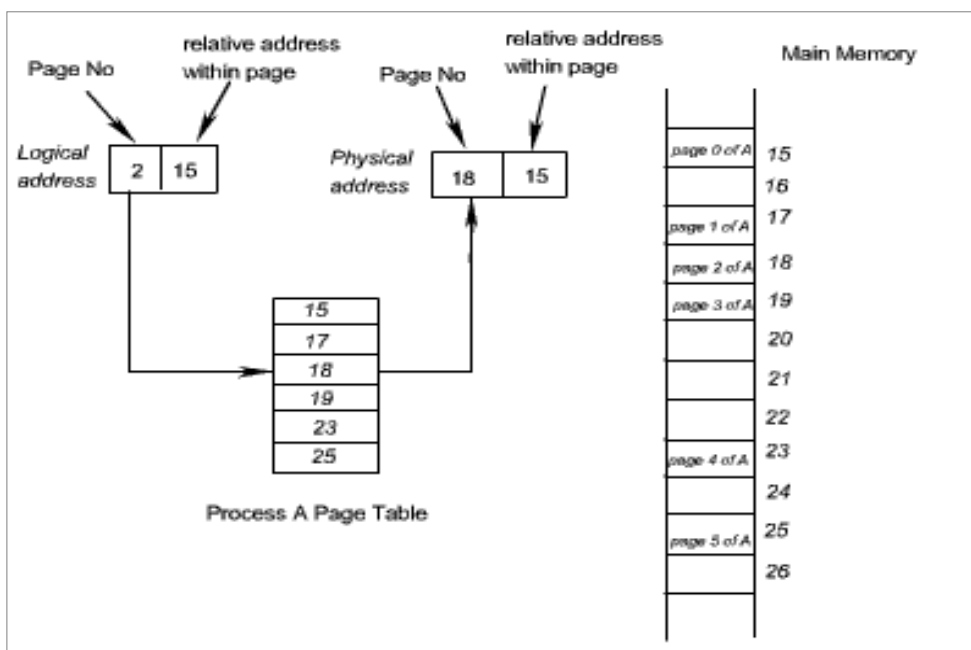 Page No
relative address
within page
Logical
address
2
15
Page No
relative address
within page
Physical
address
18
15
15
17
18
19
23
25
Process A Page Table
Main Memory
page 0 of A
15
16
page 1 of A
17
page 2 of A
18
page 3 of A
19
20
21
22
page 4 of A
23
24
page 5 of A
25
26